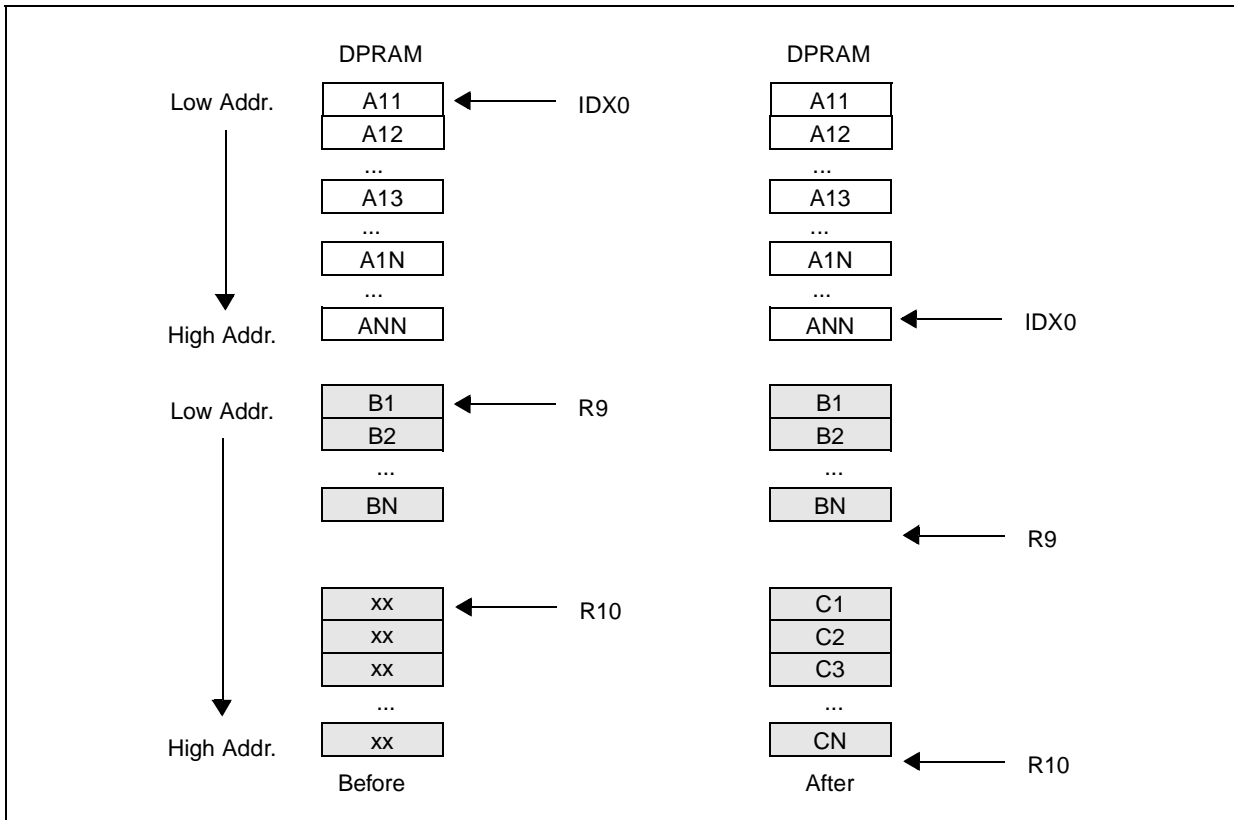 DPRAM DPRAM
Low Addr. A11 IDX0 A11
A12 A12
... ...
A13 A13
... ...
A1N A1N
... ...
High Addr. ANN ANN IDX0
Low Addr. B1 R9 B1
B2 B2
... ...
BN BN
R9
xx R10 C1
xx C2
xx C3
... ...
High Addr. xx CN
R10
Before After